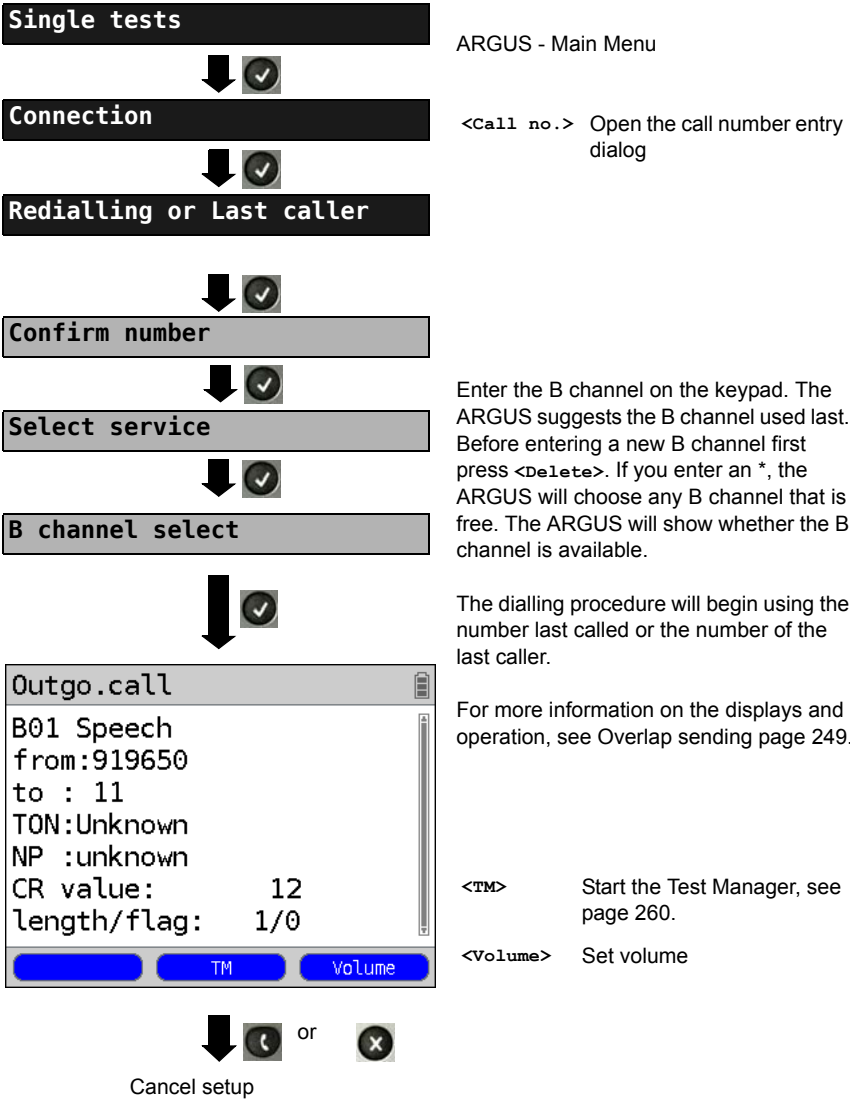 Single tests
ARGUS - Main Menu
Connection
<Call no.> Open the call number entry
dialog
Redialling or Last caller
Confirm number
Select service
B channel select
Enter the B channel on the keypad. The
ARGUS suggests the B channel used last.
Before entering a new B channel first
press <Delete>. If you enter an *, the
ARGUS will choose any B channel that is
free. The ARGUS will show whether the B
channel is available.
The dialling procedure will begin using the
number last called or the number of the
last caller.
For more information on the displays and
operation, see Overlap sending page 249.
Outgo.call
B01 Speech
from:919650
to : 11
TON:Unknown
NP :unknown
CR value: 12
length/flag: 1/0
TM Volume
<TM> Start the Test Manager, see
page 260.
<Volume> Set volume
or
Cancel setup